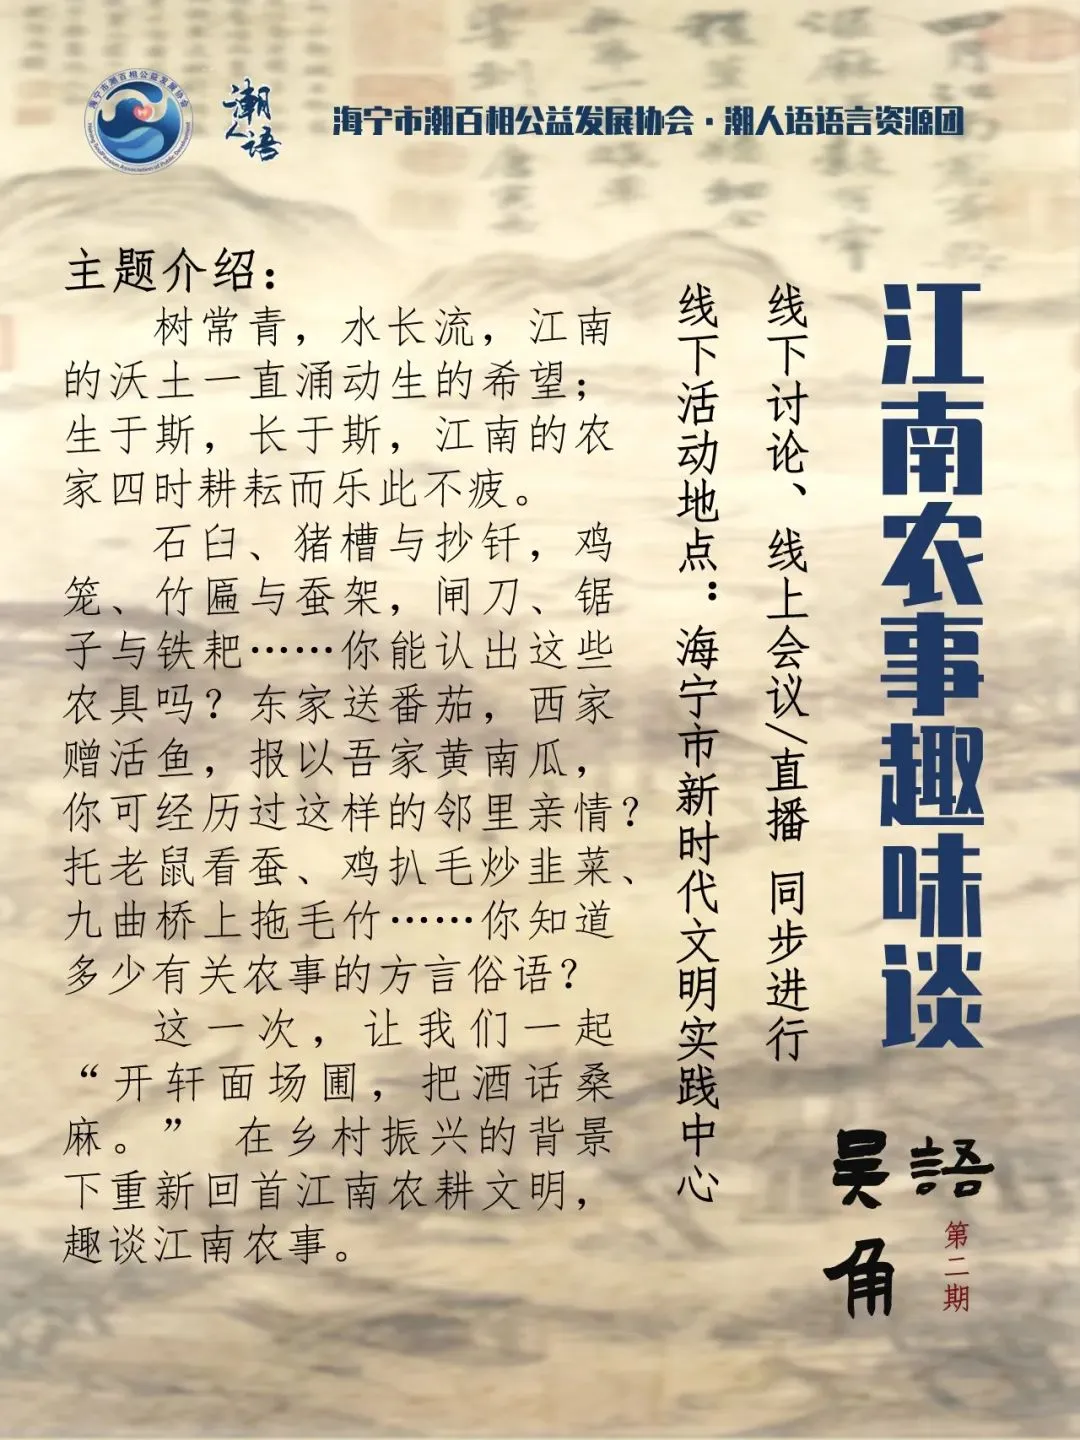 海宁市潮百相公益发展协会
潮人语
海宁市潮百相公益发展协会·潮人语语言资源团
江南农事趣味谈
吴語角
第二期
线下讨论、线上会议/直播 同步进行
线下活动地点：海宁市新时代文明实践中心
主题介绍：
树常青，水长流，江南
的沃土一直涌动生的希望；
生于斯，长于斯，江南的农
家四时耕耘而乐此不疲。
石臼、猪槽与抄钎，鸡
笼、竹匾与蚕架，闸刀、锯
子与铁耙……你能认出这些
农具吗？东家送番茄，西家
赠活鱼，报以吾家黄南瓜，
你可经历过这样的邻里亲情？
托老鼠看蚕、鸡扒毛炒韭菜、
九曲桥上拖毛竹……你知道
多少有关农事的方言俗语？
这一次，让我们一起
“开轩面场圃，把酒话桑
麻。” 在乡村振兴的背景
下重新回首江南农耕文明，
趣谈江南农事。